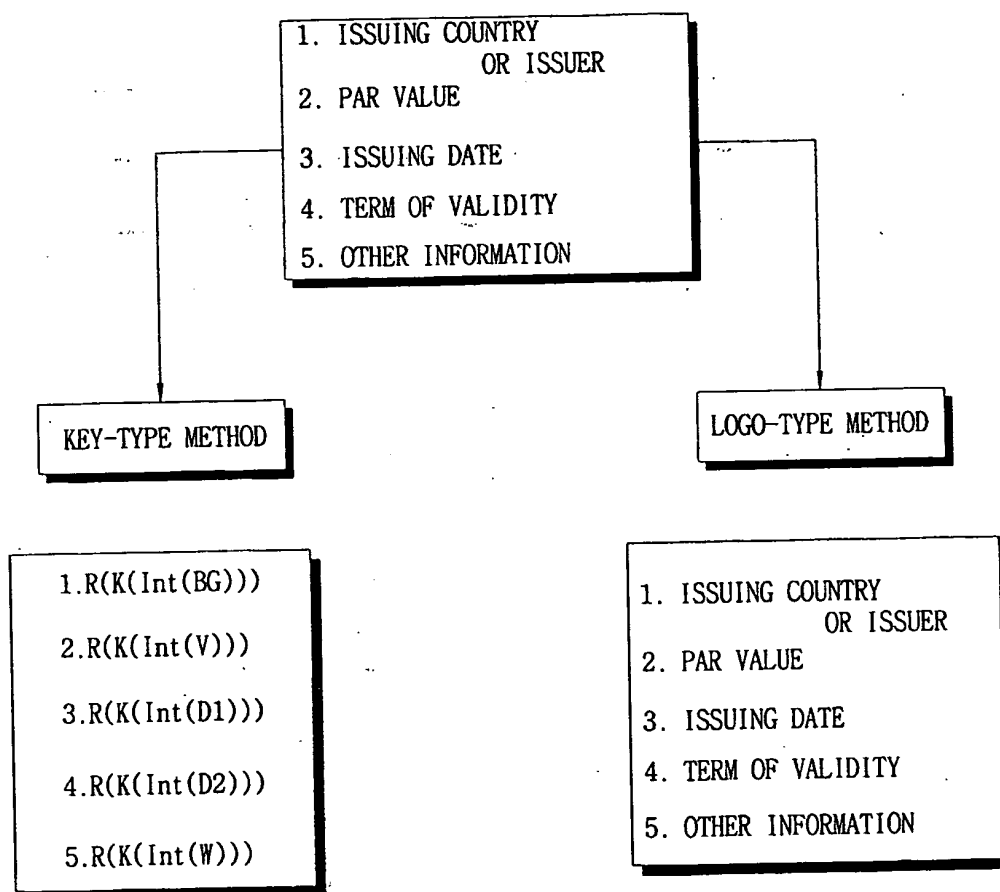 1. ISSUING COUNTRY
OR ISSUER
2. PAR VALUE
3. ISSUING DATE
4. TERM OF VALIDITY
5. OTHER INFORMATION
KEY-TYPE METHOD
LOGO-TYPE METHOD
1.R(K(Int(BG)))
2.R(K(Int(V)))
3.R(K(Int(D1)))
4.R(K(Int(D2)))
5.R(K(Int(W)))
1. ISSUING COUNTRY
OR ISSUER
2. PAR VALUE
3. ISSUING DATE
4. TERM OF VALIDITY
5. OTHER INFORMATION